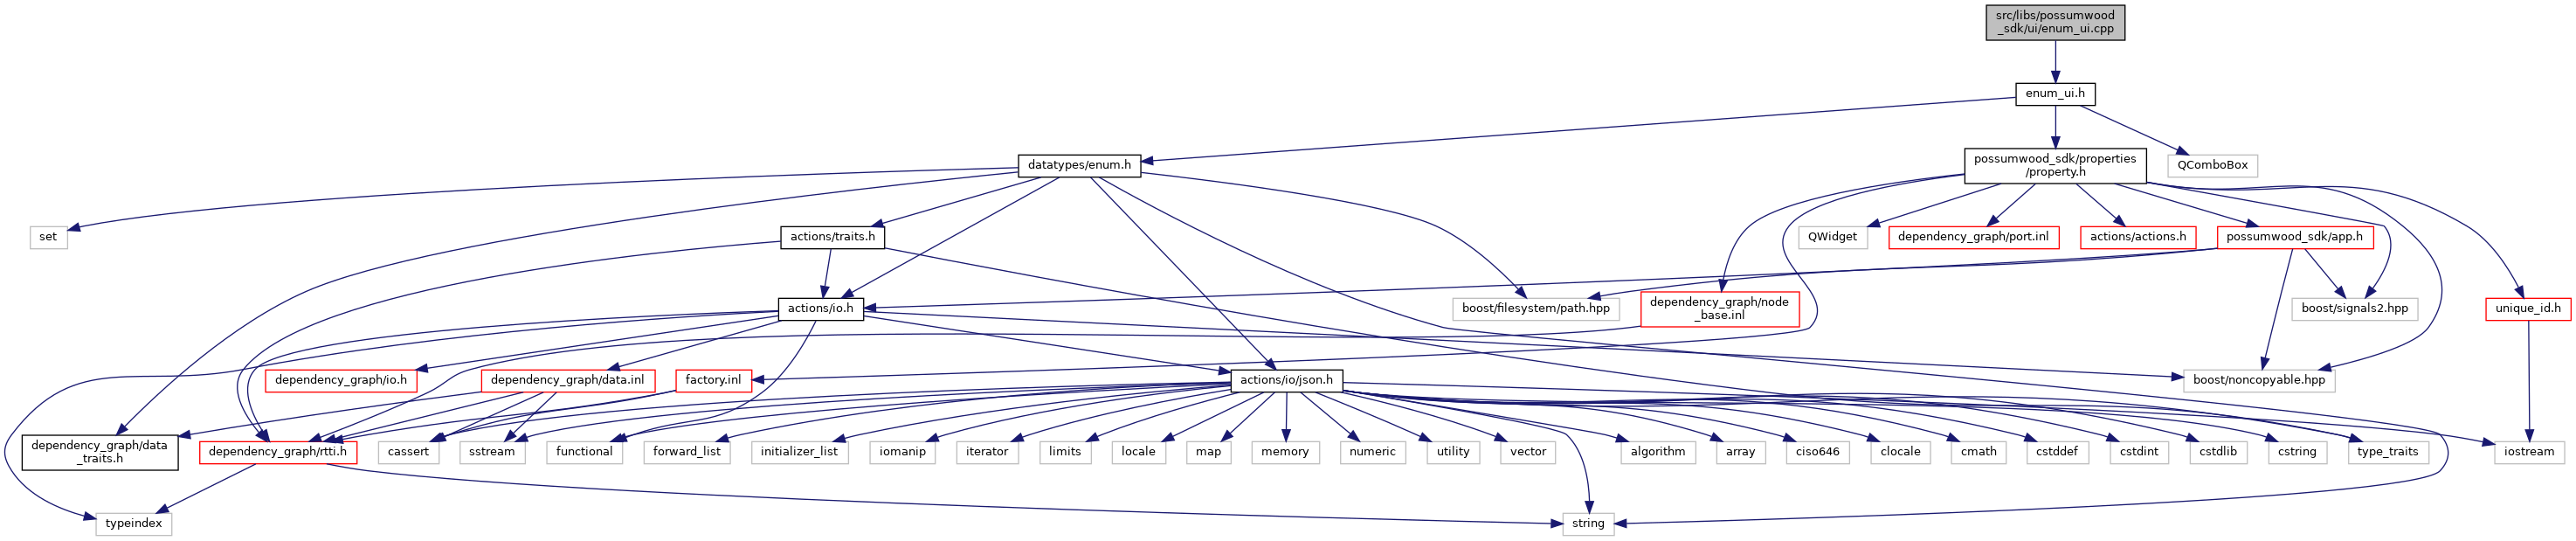 src/libs/possumwood
_sdk/ui/enum_ui.cpp
enum_ui.h
datatypes/enum.h
possumwood_sdk/properties
/property.h
QComboBox
set
actions/traits.h
QWidget
dependency_graph/port.inl
actions/actions.h
possumwood_sdk/app.h
actions/io.h
boost/filesystem/path.hpp
dependency_graph/node
_base.inl
boost/signals2.hpp
unique_id.h
dependency_graph/io.h
dependency_graph/data.inl
factory.inl
actions/io/json.h
boost/noncopyable.hpp
dependency_graph/data
_traits.h
dependency_graph/rtti.h
cassert
sstream
functional
forward_list
initializer_list
iomanip
iterator
limits
locale
map
memory
numeric
utility
vector
algorithm
array
ciso646
clocale
cmath
cstddef
cstdint
cstdlib
cstring
type_traits
iostream
typeindex
string